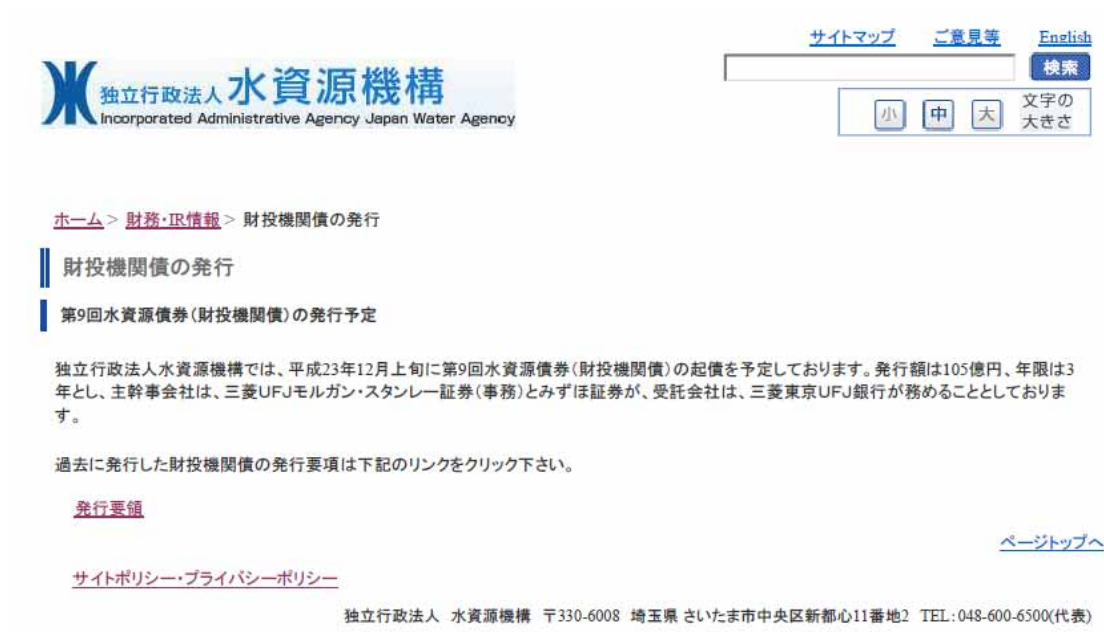 サイトマップ ご意見等 English
検索
独立行政法人水資源機構
Incorporated Administrative Agency Japan Water Agency
小 中 大 文字の
大きさ
ホーム > 財務・IR情報 > 財投機関債の発行
財投機関債の発行
第9回水資源債券(財投機関債)の発行予定
独立行政法人水資源機構では、平成23年12月上旬に第9回水資源債券(財投機関債)の起債を予定しております。発行額は105億円、年限は3
年とし、主幹事会社は、三菱UFJモルガン・スタンレー証券(事務)とみずほ証券が、受託会社は、三菱東京UFJ銀行が務めることとしておりま
す。
過去に発行した財投機関債の発行要項は下記のリンクをクリック下さい。
発行要領
ページトップへ
サイトポリシー・プライバシーポリシー
独立行政法人 水資源機構 〒330-6008 埼玉県 さいたま市中央区新都心11番地2 TEL:048-600-6500(代表)